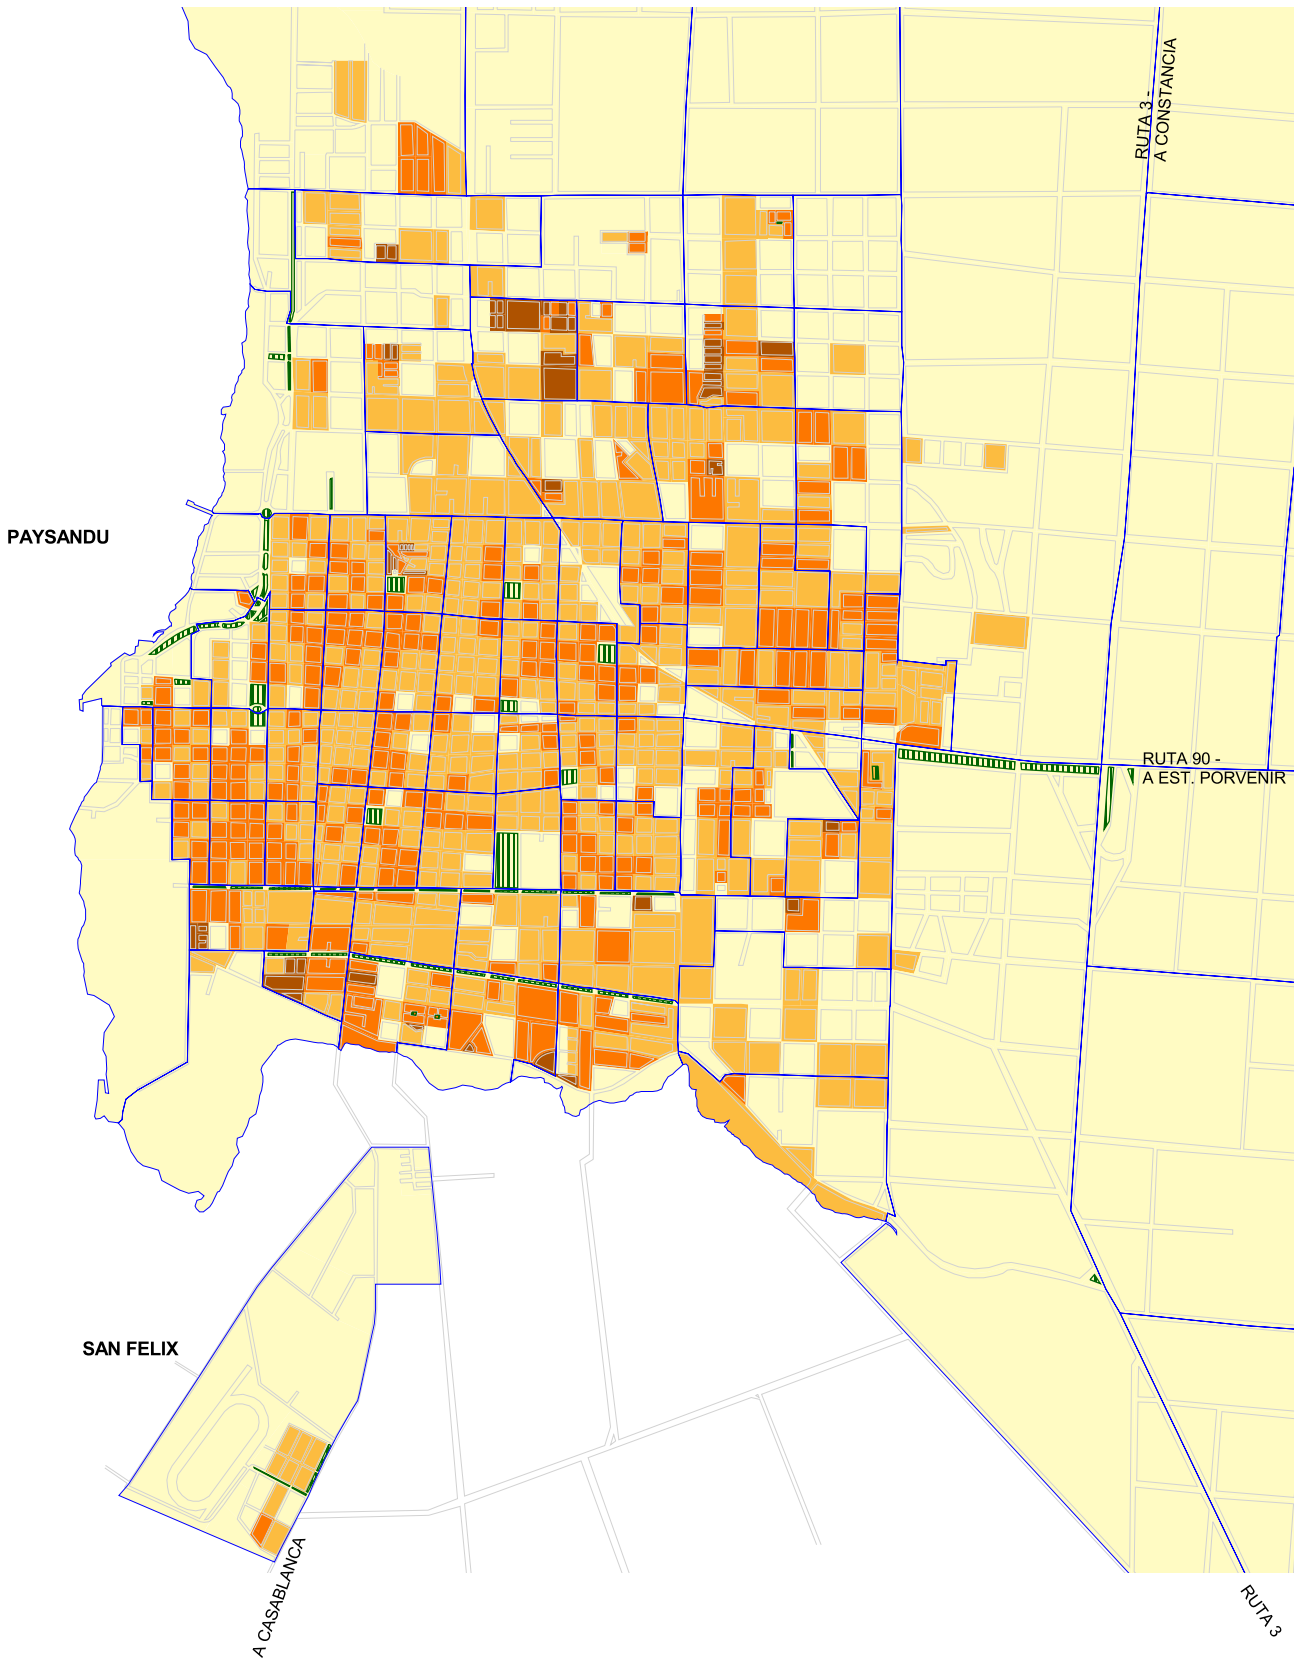 RUTA 3 -
A CONSTANCIA
PAYSANDU
RUTA 90 -
A EST. PORVENIR
SAN FELIX
A CASABLANCA
RUTA 3